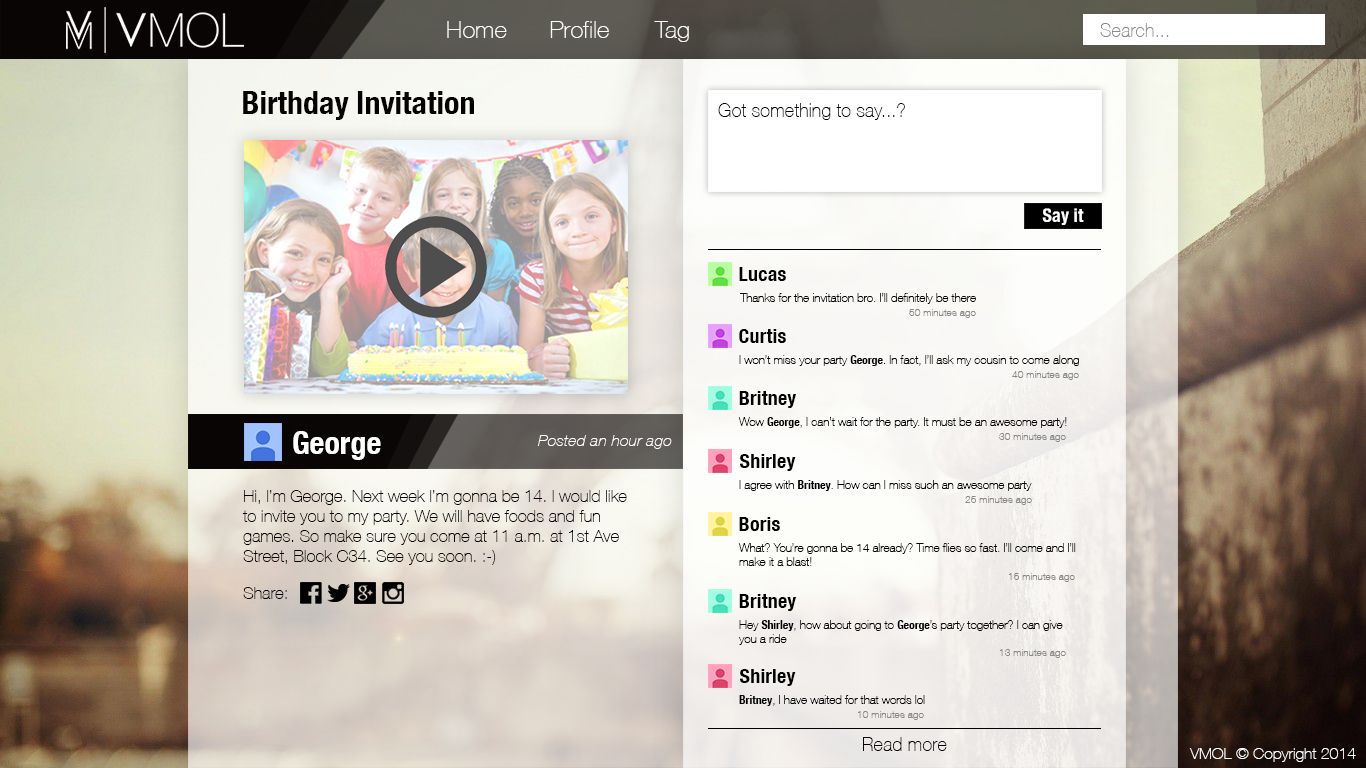 VMOL
Home
Profile
Tag
Search...
Birthday Invitation
George
Posted an hour ago
Hi, I'm George. Next week I'm gonna be 14. I would like
to invite you to my party. We will have foods and fun
games. So make sure you come at 11 a.m. at 1st Ave
Street, Block C34. See you soon. :-)
Share:
Got something to say...?
Say it
Lucas
Thanks for the invitation bro. I'll definitely be there
60 minutes ago
Curtis
I won't miss your party George. In fact, I'll ask my cousin to come along
40 minutes ago
Britney
Wow George, I can't wait for the party. It must be an awesome party!
30 minutes ago
Shirley
I agree with Britney. How can I miss such an awesome party
26 minutes ago
Boris
What? You're gonna be 14 already? Time flies so fast. I'll come and I'll
make it a blast!
16 minutes ago
Britney
Hey Shirley, how about going to George's party together? I can give
you a ride
13 minutes ago
Shirley
Britney, I have waited for that words lol
10 minutes ago
Read more
VMOL © Copyright 2014